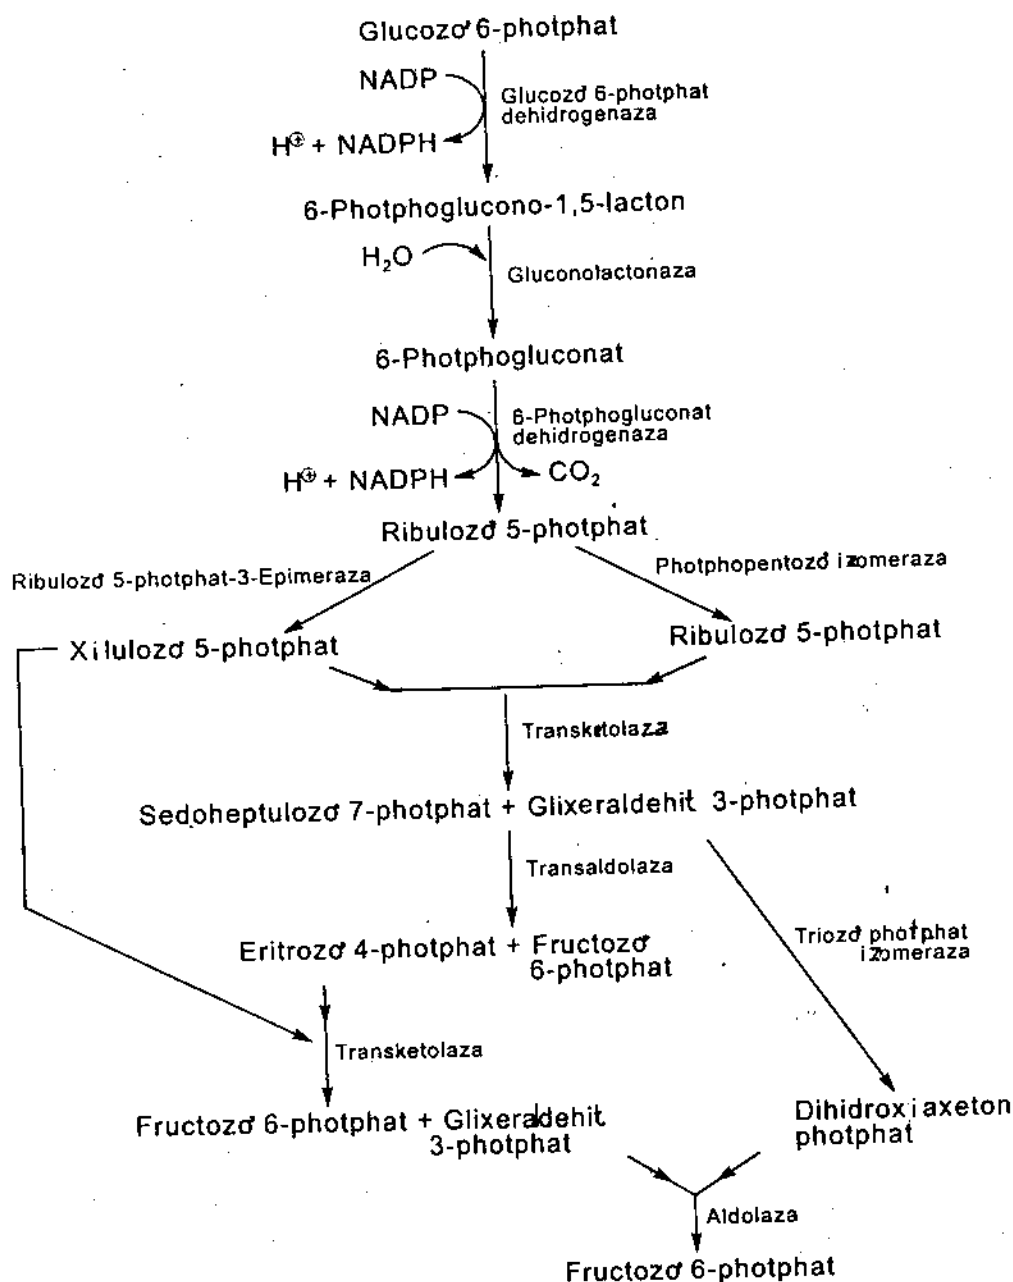 Glucozơ 6-photphat
NADP
Glucozơ 6-photphat
dehidrogenaza
H⊕ + NADPH
6-Photphoglucono-1,5-lacton
H₂O
Gluconolactonaza
6-Photphogluconat
NADP
6-Photphogluconat
dehidrogenaza
H⊕ + NADPH
CO₂
Ribulozơ 5-photphat
Ribulozơ 5-photphat-3-Epimeraza
Photphopentozơ izomeraza
Xilulozơ 5-photphat
Ribulozơ 5-photphat
Transketolaza
Sedoheptulozơ 7-photphat + Glixeraldehit 3-photphat
Transaldolaza
Eritrozơ 4-photphat + Fructozơ
6-photphat
Triozơ photphat
izomeraza
Transketolaza
Fructozơ 6-photphat + Glixeraldehit
3-photphat
Dihidroxiaxeton
photphat
Aldolaza
Fructozơ 6-photphat